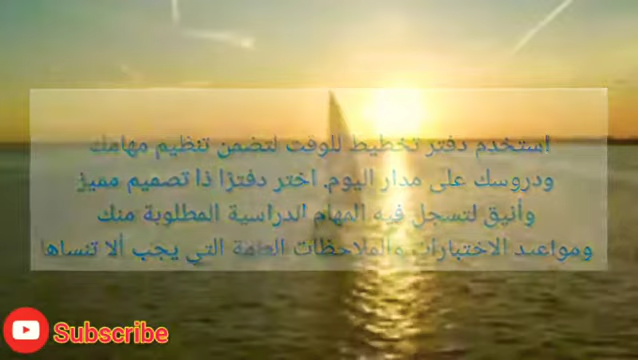 استخدم دفتر تخطيط للوقت لتضمن تنظيم مهامك
ودروسك على مدار اليوم. اختر دفترًا ذا تصميم مميز
وأنيق لتسجل فيه المهام الدراسية المطلوبة منك
ومواعيد الاختبارات والملاحظات العامة التي يجب ألا تنساها
Subscribe